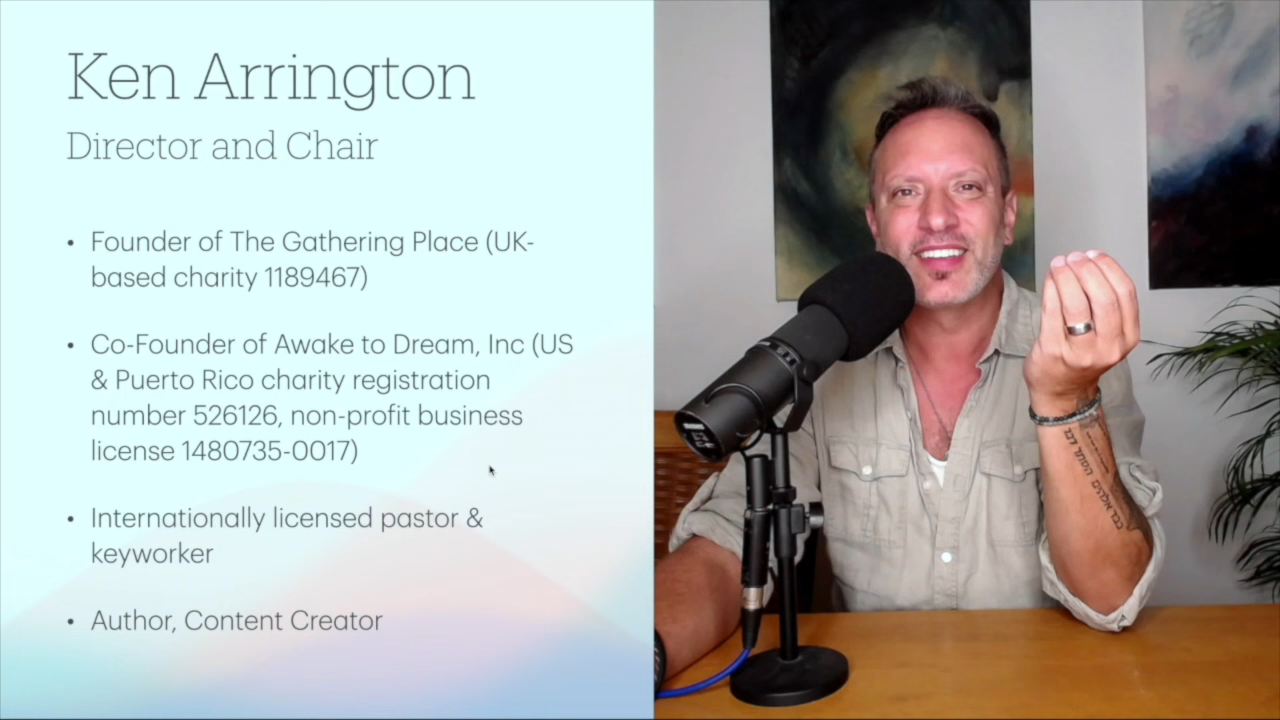 Ken Arrington
Director and Chair
• Founder of The Gathering Place (UK-
based charity 1189467)
• Co-Founder of Awake to Dream, Inc (US
& Puerto Rico charity registration
number 526126, non-profit business
license 1480735-0017)
• Internationally licensed pastor &
keyworker
• Author, Content Creator